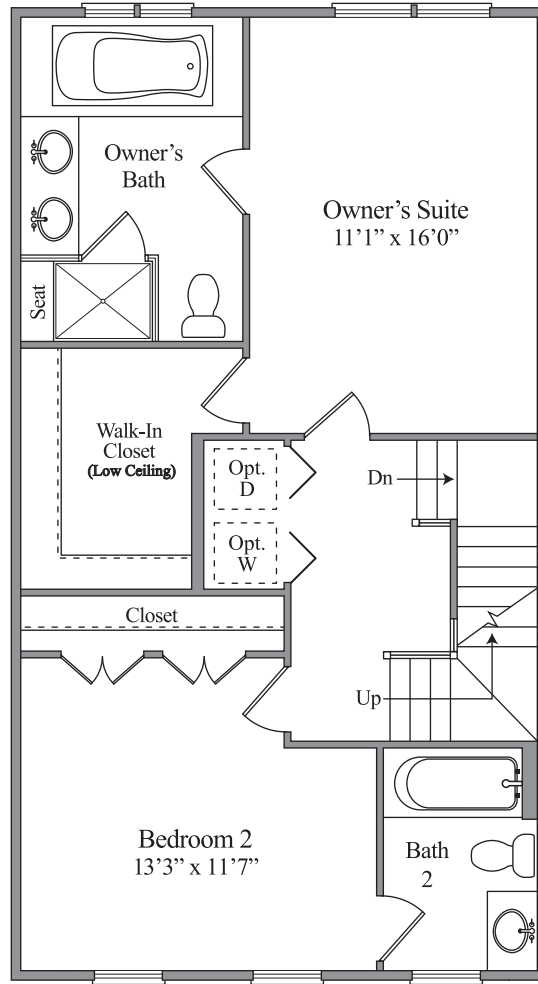 Owner’s
Bath
Owner’s Suite
11’1” x 16’0”
Seat
Walk-In
Closet
(Low Ceiling)
Opt.
D
Dn
Opt.
W
Closet
Up
Bedroom 2
13’3” x 11’7”
Bath
2